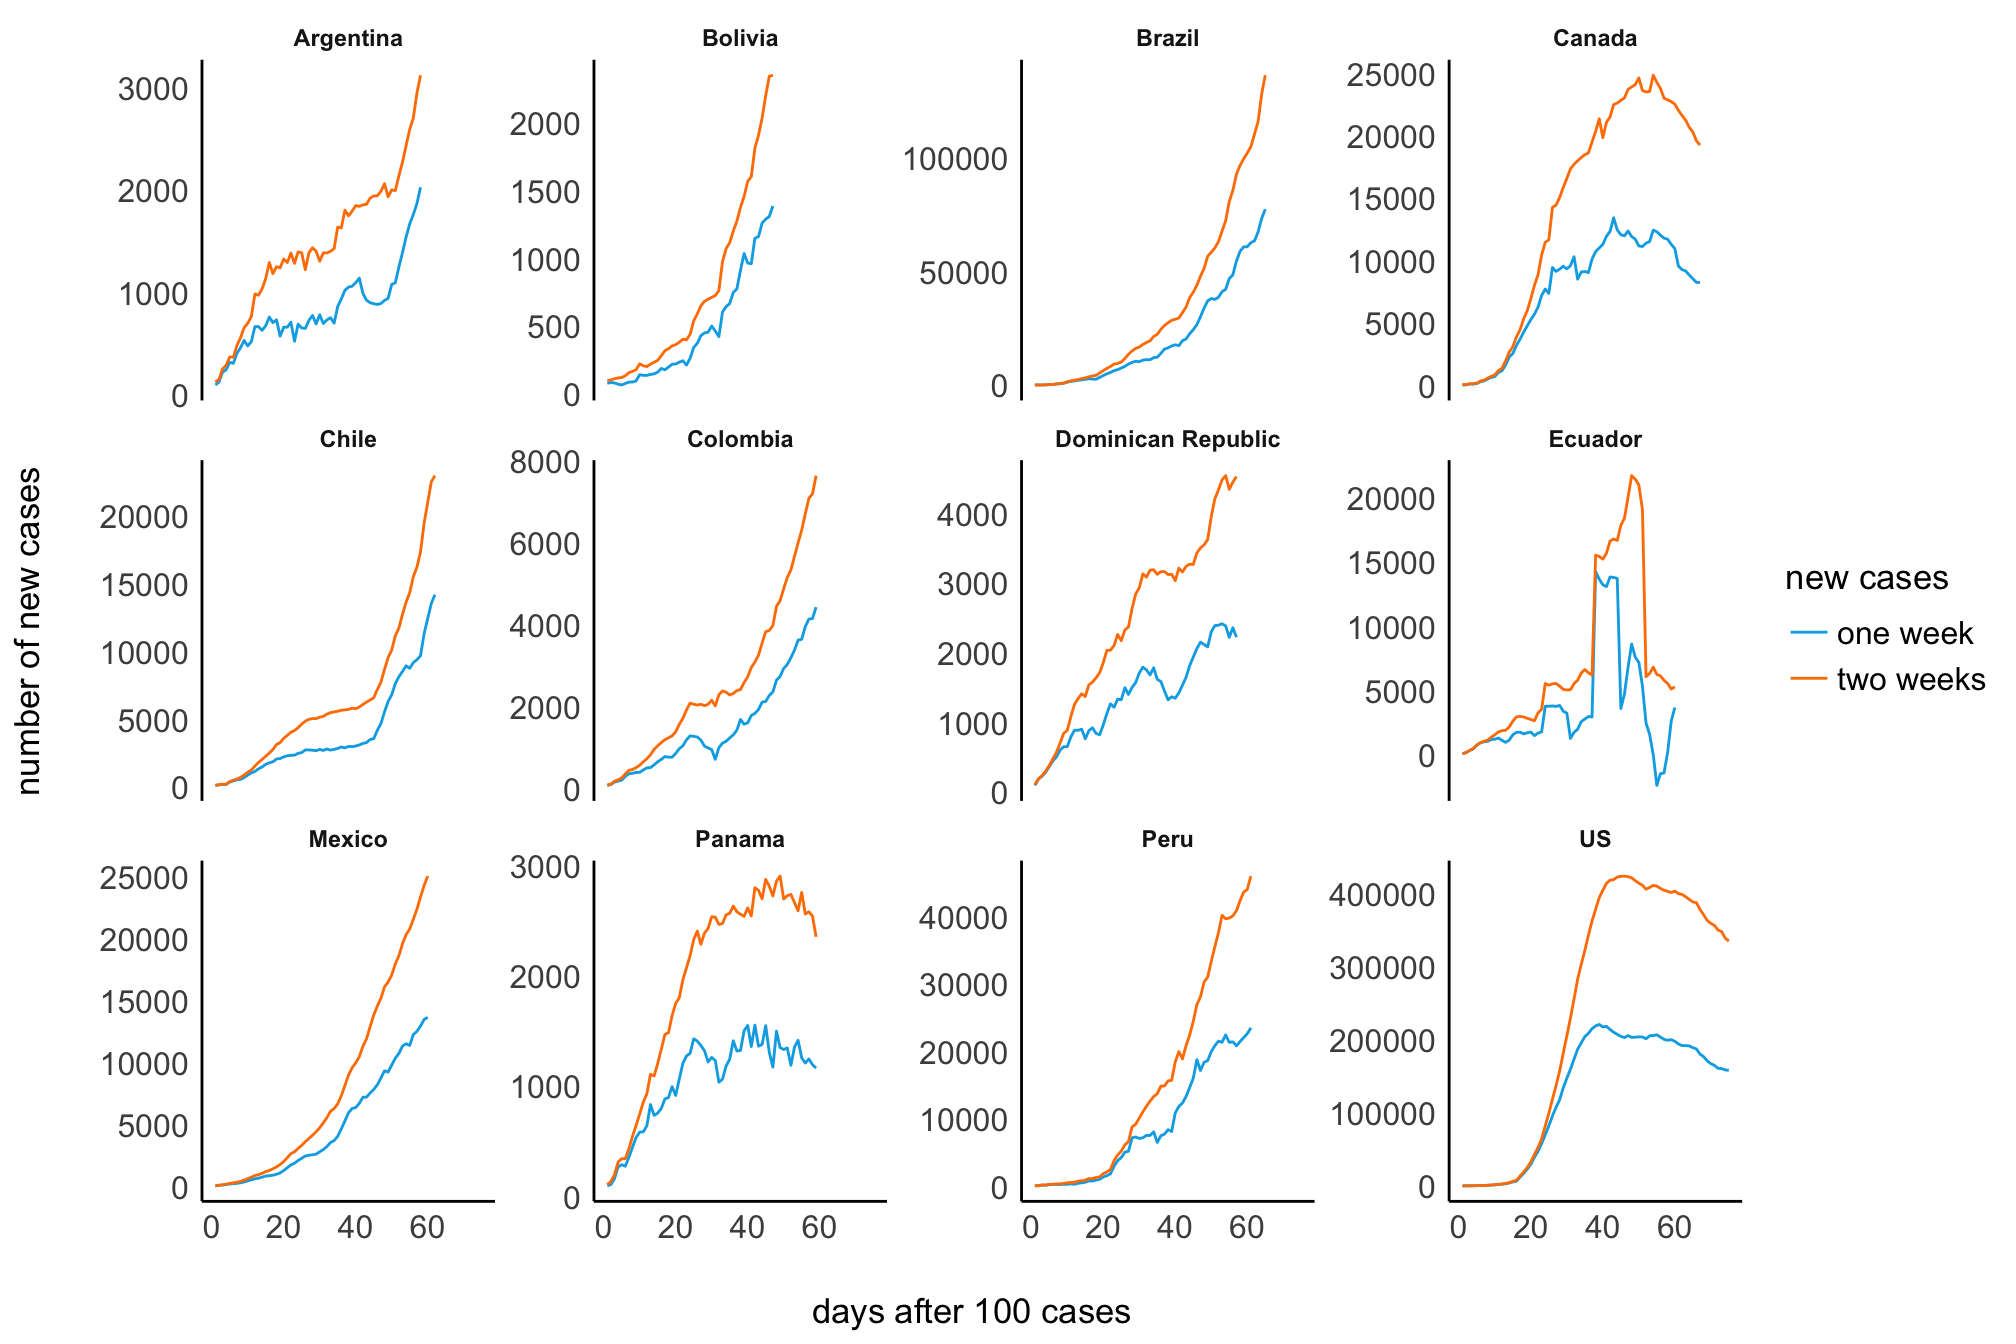 Argentina
Bolivia
Brazil
Canada
3000
2000
1000
0
2000
1500
1000
500
0
100000
50000
0
25000
20000
15000
10000
5000
0
Chile
Colombia
Dominican Republic
Ecuador
20000
15000
10000
5000
0
8000
6000
4000
2000
0
4000
3000
2000
1000
0
20000
15000
10000
5000
0
Mexico
Panama
Peru
US
25000
20000
15000
10000
5000
0
3000
2000
1000
0
40000
30000
20000
10000
0
400000
300000
200000
100000
0
0 20 40 60
0 20 40 60
0 20 40 60
0 20 40 60
number of new cases
days after 100 cases
new cases
one week
two weeks